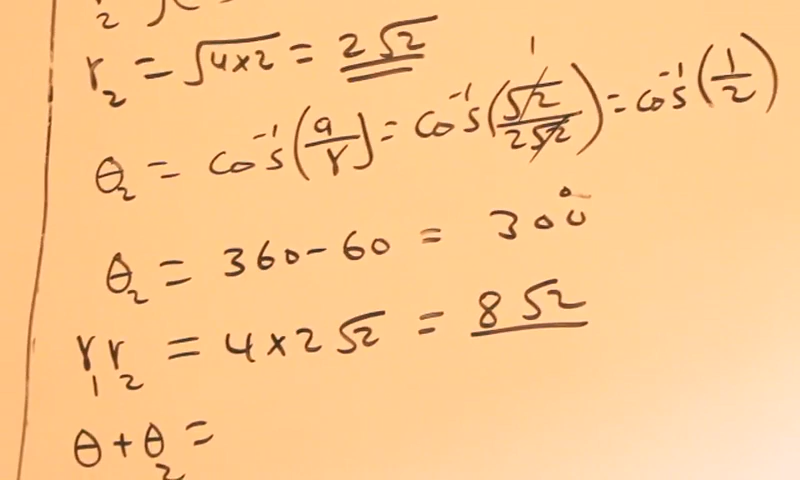 r₂ = √4×2 = 2√2
θ₂ = cos⁻¹(a/r) = cos⁻¹(√2/2√2) = cos⁻¹(1/2)
θ₂ = 360-60 = 300°
r₁r₂ = 4×2√2 = 8√2
θ+θ₂ =